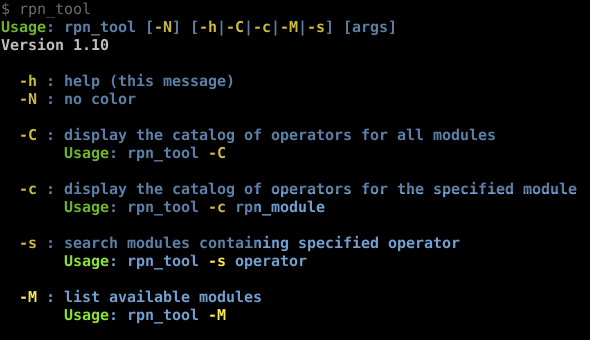 $ rpn_tool
Usage: rpn_tool [-N] [-h|-C|-c|-M|-s] [args]
Version 1.10
-h : help (this message)
-N : no color
-C : display the catalog of operators for all modules
Usage: rpn_tool -C
-c : display the catalog of operators for the specified module
Usage: rpn_tool -c rpn_module
-s : search modules containing specified operator
Usage: rpn_tool -s operator
-M : list available modules
Usage: rpn_tool -M